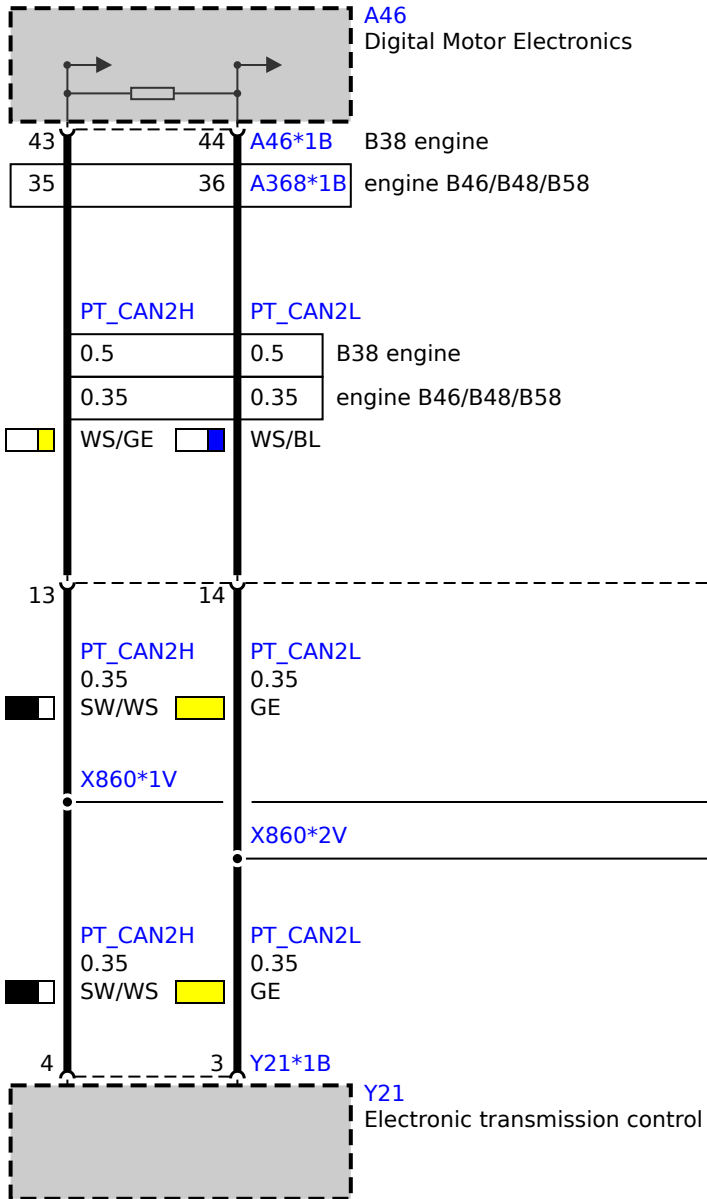 A46
Digital Motor Electronics
43 44 A46*1B B38 engine
35 36 A368*1B engine B46/B48/B58
PT_CAN2H PT_CAN2L
0.5 0.5 B38 engine
0.35 0.35 engine B46/B48/B58
WS/GE WS/BL
13 14
PT_CAN2H PT_CAN2L
0.35 0.35
SW/WS GE
X860*1V
X860*2V
PT_CAN2H PT_CAN2L
0.35 0.35
SW/WS GE
4 3 Y21*1B
Y21
Electronic transmission control